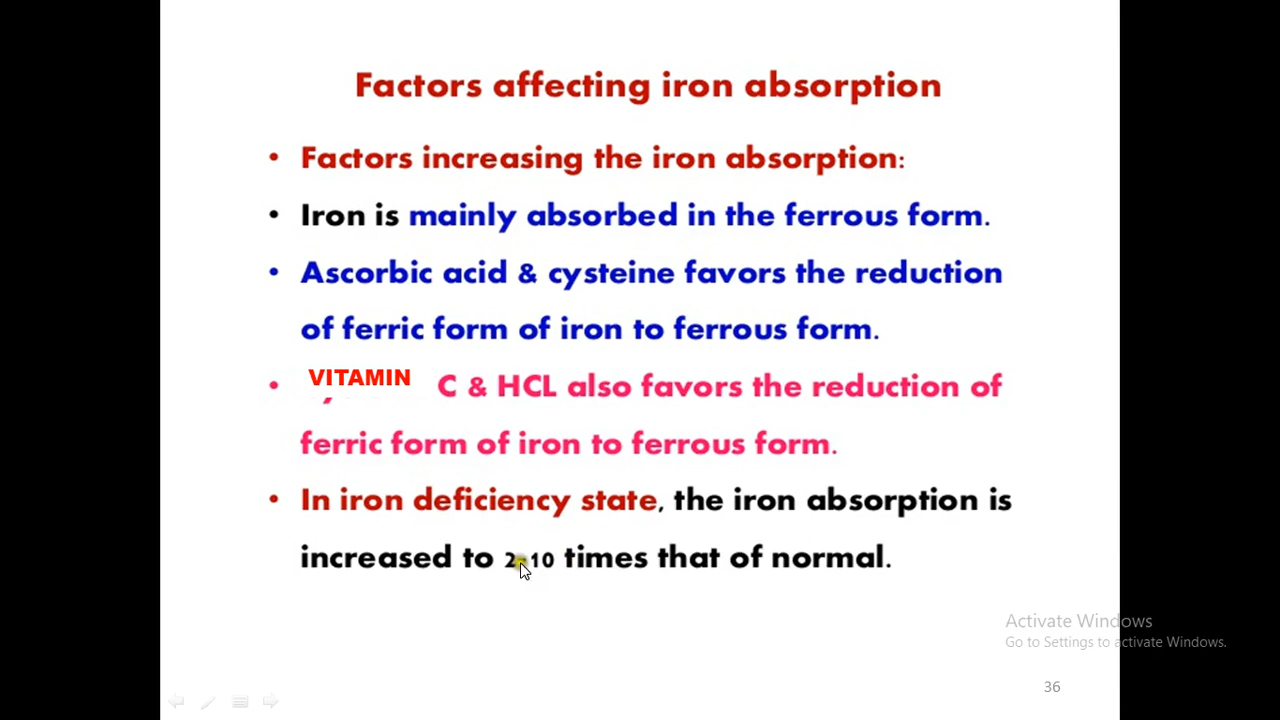 Factors affecting iron absorption
• Factors increasing the iron absorption:
• Iron is mainly absorbed in the ferrous form.
• Ascorbic acid & cysteine favors the reduction
of ferric form of iron to ferrous form.
• VITAMIN C & HCL also favors the reduction of
ferric form of iron to ferrous form.
• In iron deficiency state, the iron absorption is
increased to 2-10 times that of normal.
Activate Windows
Go to Settings to activate Windows.
36